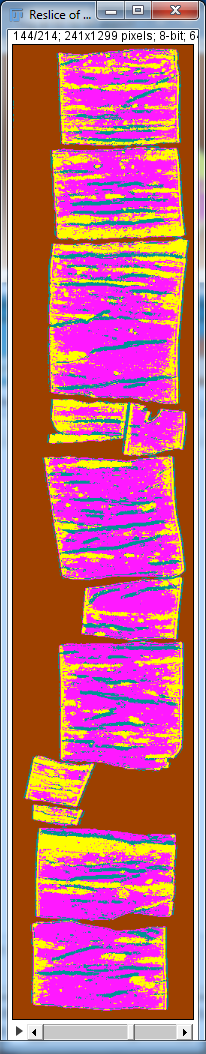 Reslice of ...
144/214; 241x1299 pixels; 8-bit; 6